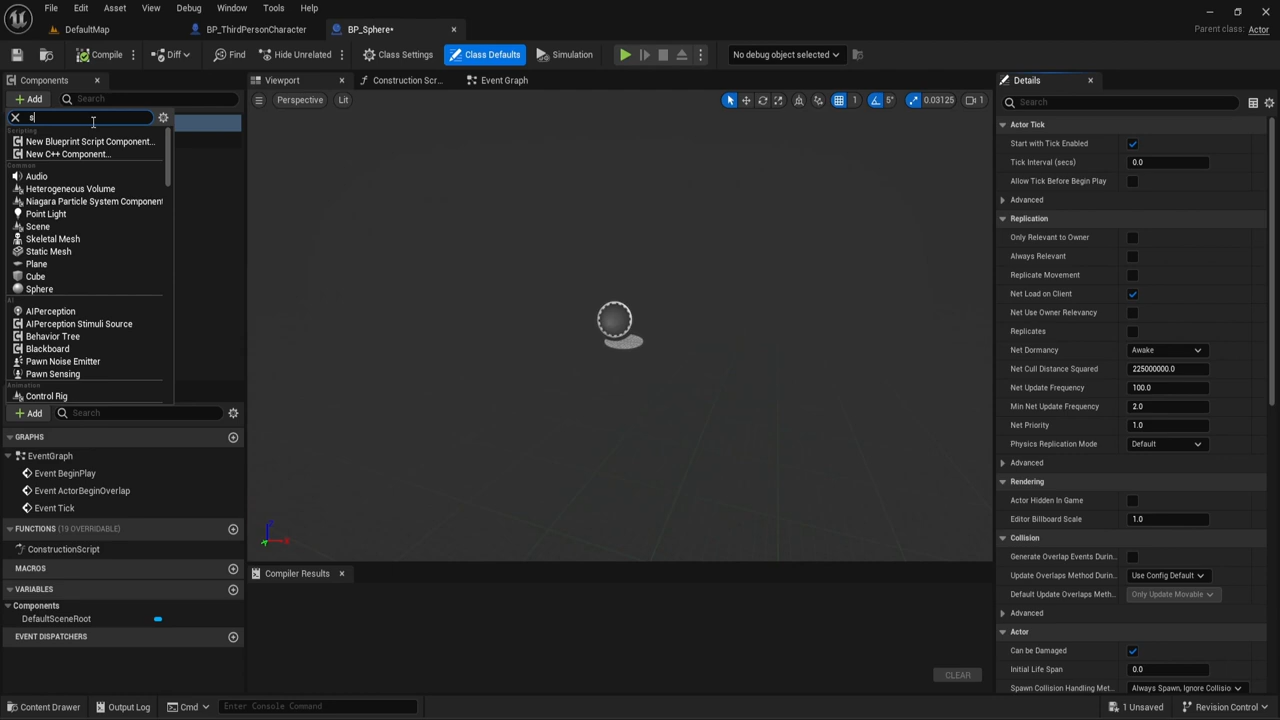 File Edit Asset View Debug Window Tools Help
DefaultMap BP_ThirdPersonCharacter BP_Sphere*
Parent class: Actor
Compile Diff Find Hide Unrelated Class Settings Class Defaults Simulation No debug object selected
Components
Add Search
s
Scripting
New Blueprint Script Component...
New C++ Component...
Common
Audio
Heterogeneous Volume
Niagara Particle System Component
Point Light
Scene
Skeletal Mesh
Static Mesh
Plane
Cube
Sphere
AI
AIPerception
AIPerception Stimuli Source
Behavior Tree
Blackboard
Pawn Noise Emitter
Pawn Sensing
Animation
Control Rig
Add Search
GRAPHS
EventGraph
Event BeginPlay
Event ActorBeginOverlap
Event Tick
FUNCTIONS (19 OVERRIDABLE)
ConstructionScript
MACROS
VARIABLES
Components
DefaultSceneRoot
EVENT DISPATCHERS
Viewport Construction Scr... Event Graph
Perspective Lit 1 5° 0.03125 1
Z
Compiler Results
CLEAR
Details
Search
Actor Tick
Start with Tick Enabled
Tick Interval (secs) 0.0
Allow Tick Before Begin Play
Advanced
Replication
Only Relevant to Owner
Always Relevant
Replicate Movement
Net Load on Client
Net Use Owner Relevancy
Replicates
Net Dormancy Awake
Net Cull Distance Squared 225000000.0
Net Update Frequency 100.0
Min Net Update Frequency 2.0
Net Priority 1.0
Physics Replication Mode Default
Advanced
Rendering
Actor Hidden In Game
Editor Billboard Scale 1.0
Collision
Generate Overlap Events Durin...
Update Overlaps Method Durin... Use Config Default
Default Update Overlaps Meth... Only Update Movable
Advanced
Actor
Can be Damaged
Initial Life Span 0.0
Spawn Collision Handling Met... Always Spawn, Ignore Collisio
Content Drawer Output Log Cmd Enter Console Command 1 Unsaved Revision Control